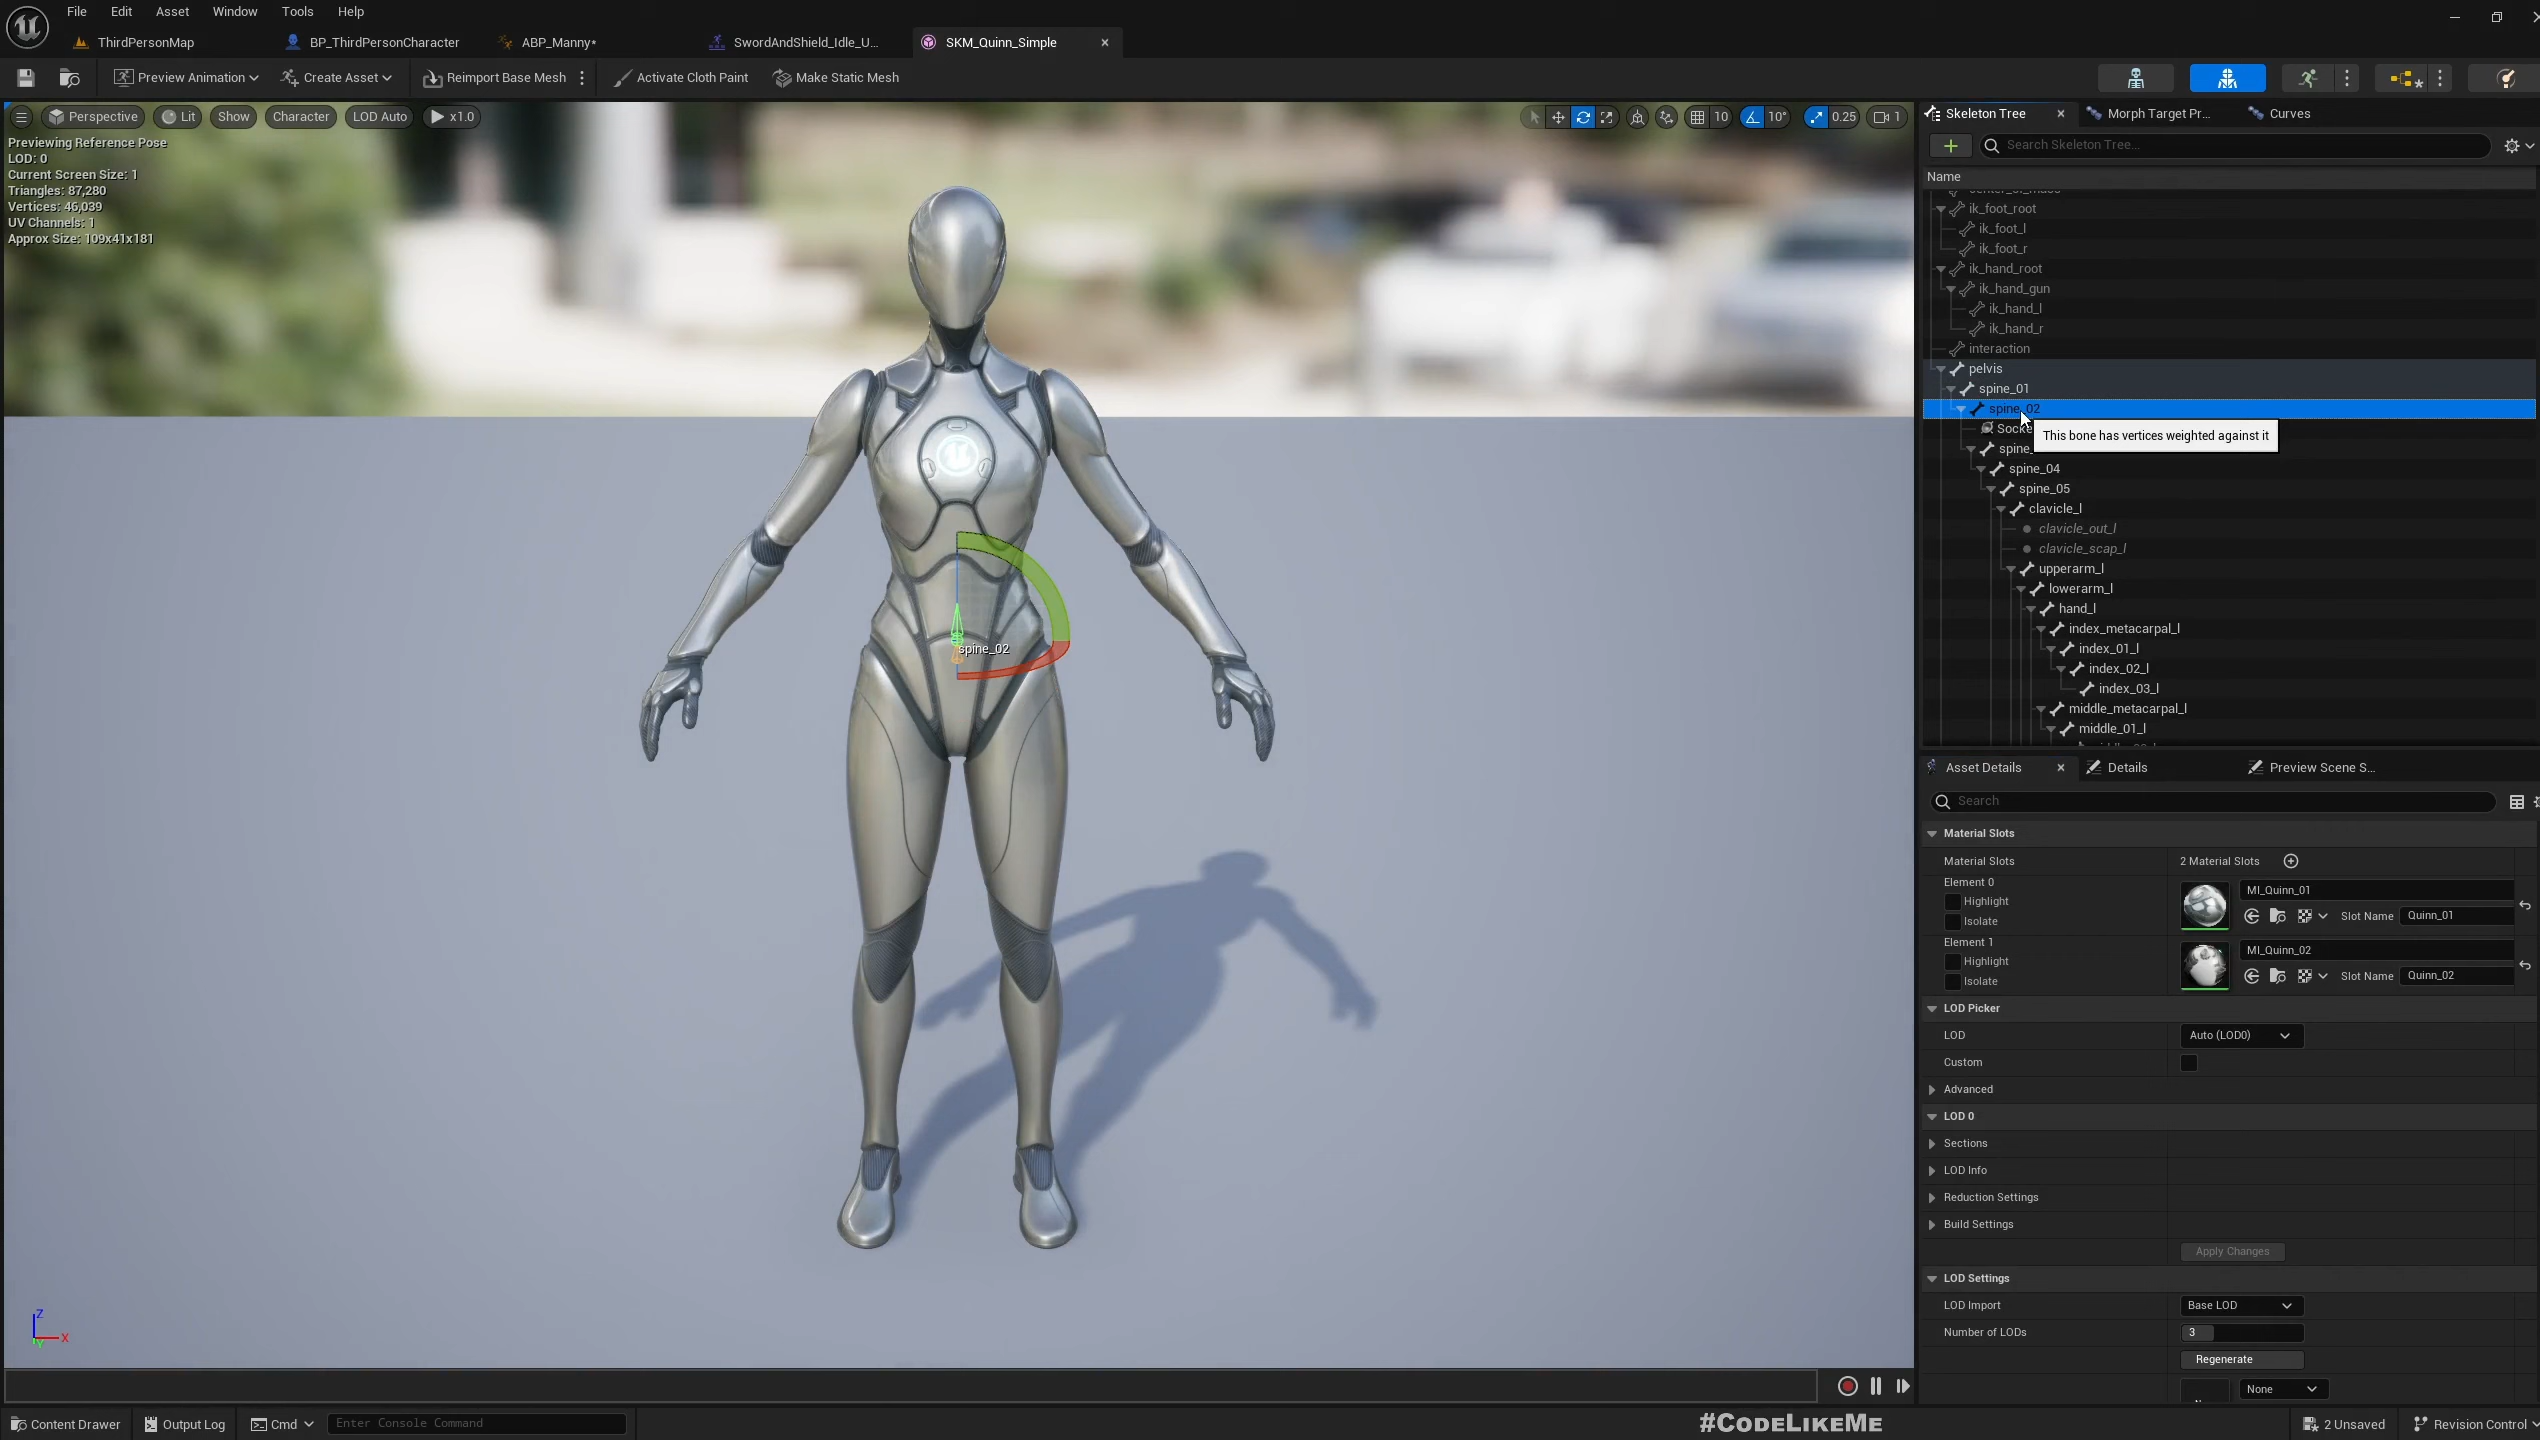 File Edit Asset Window Tools Help
ThirdPersonMap
BP_ThirdPersonCharacter
ABP_Manny*
SwordAndShield_Idle_U...
SKM_Quinn_Simple
Preview Animation
Create Asset
Reimport Base Mesh
Activate Cloth Paint
Make Static Mesh
Perspective
Lit
Show
Character
LOD Auto
x1.0
10
10°
0.25
1
Previewing Reference Pose
LOD: 0
Current Screen Size: 1
Triangles: 87,280
Vertices: 46,039
UV Channels: 1
Approx Size: 109x41x181
spine_02
Z
X
Y
Skeleton Tree
Morph Target Pr...
Curves
Search Skeleton Tree...
Name
ik_foot_root
ik_foot_l
ik_foot_r
ik_hand_root
ik_hand_gun
ik_hand_l
ik_hand_r
interaction
pelvis
spine_01
spine_02
Socke
This bone has vertices weighted against it
spine_
spine_04
spine_05
clavicle_l
clavicle_out_l
clavicle_scap_l
upperarm_l
lowerarm_l
hand_l
index_metacarpal_l
index_01_l
index_02_l
index_03_l
middle_metacarpal_l
middle_01_l
Asset Details
Details
Preview Scene S...
Search
Material Slots
Material Slots 2 Material Slots
Element 0
Highlight
Isolate
MI_Quinn_01
Slot Name Quinn_01
Element 1
Highlight
Isolate
MI_Quinn_02
Slot Name Quinn_02
LOD Picker
LOD Auto (LOD0)
Custom
Advanced
LOD 0
Sections
LOD Info
Reduction Settings
Build Settings
Apply Changes
LOD Settings
LOD Import Base LOD
Number of LODs 3
Regenerate
None
Content Drawer
Output Log
Cmd
Enter Console Command
#CodeLikeMe
2 Unsaved
Revision Control